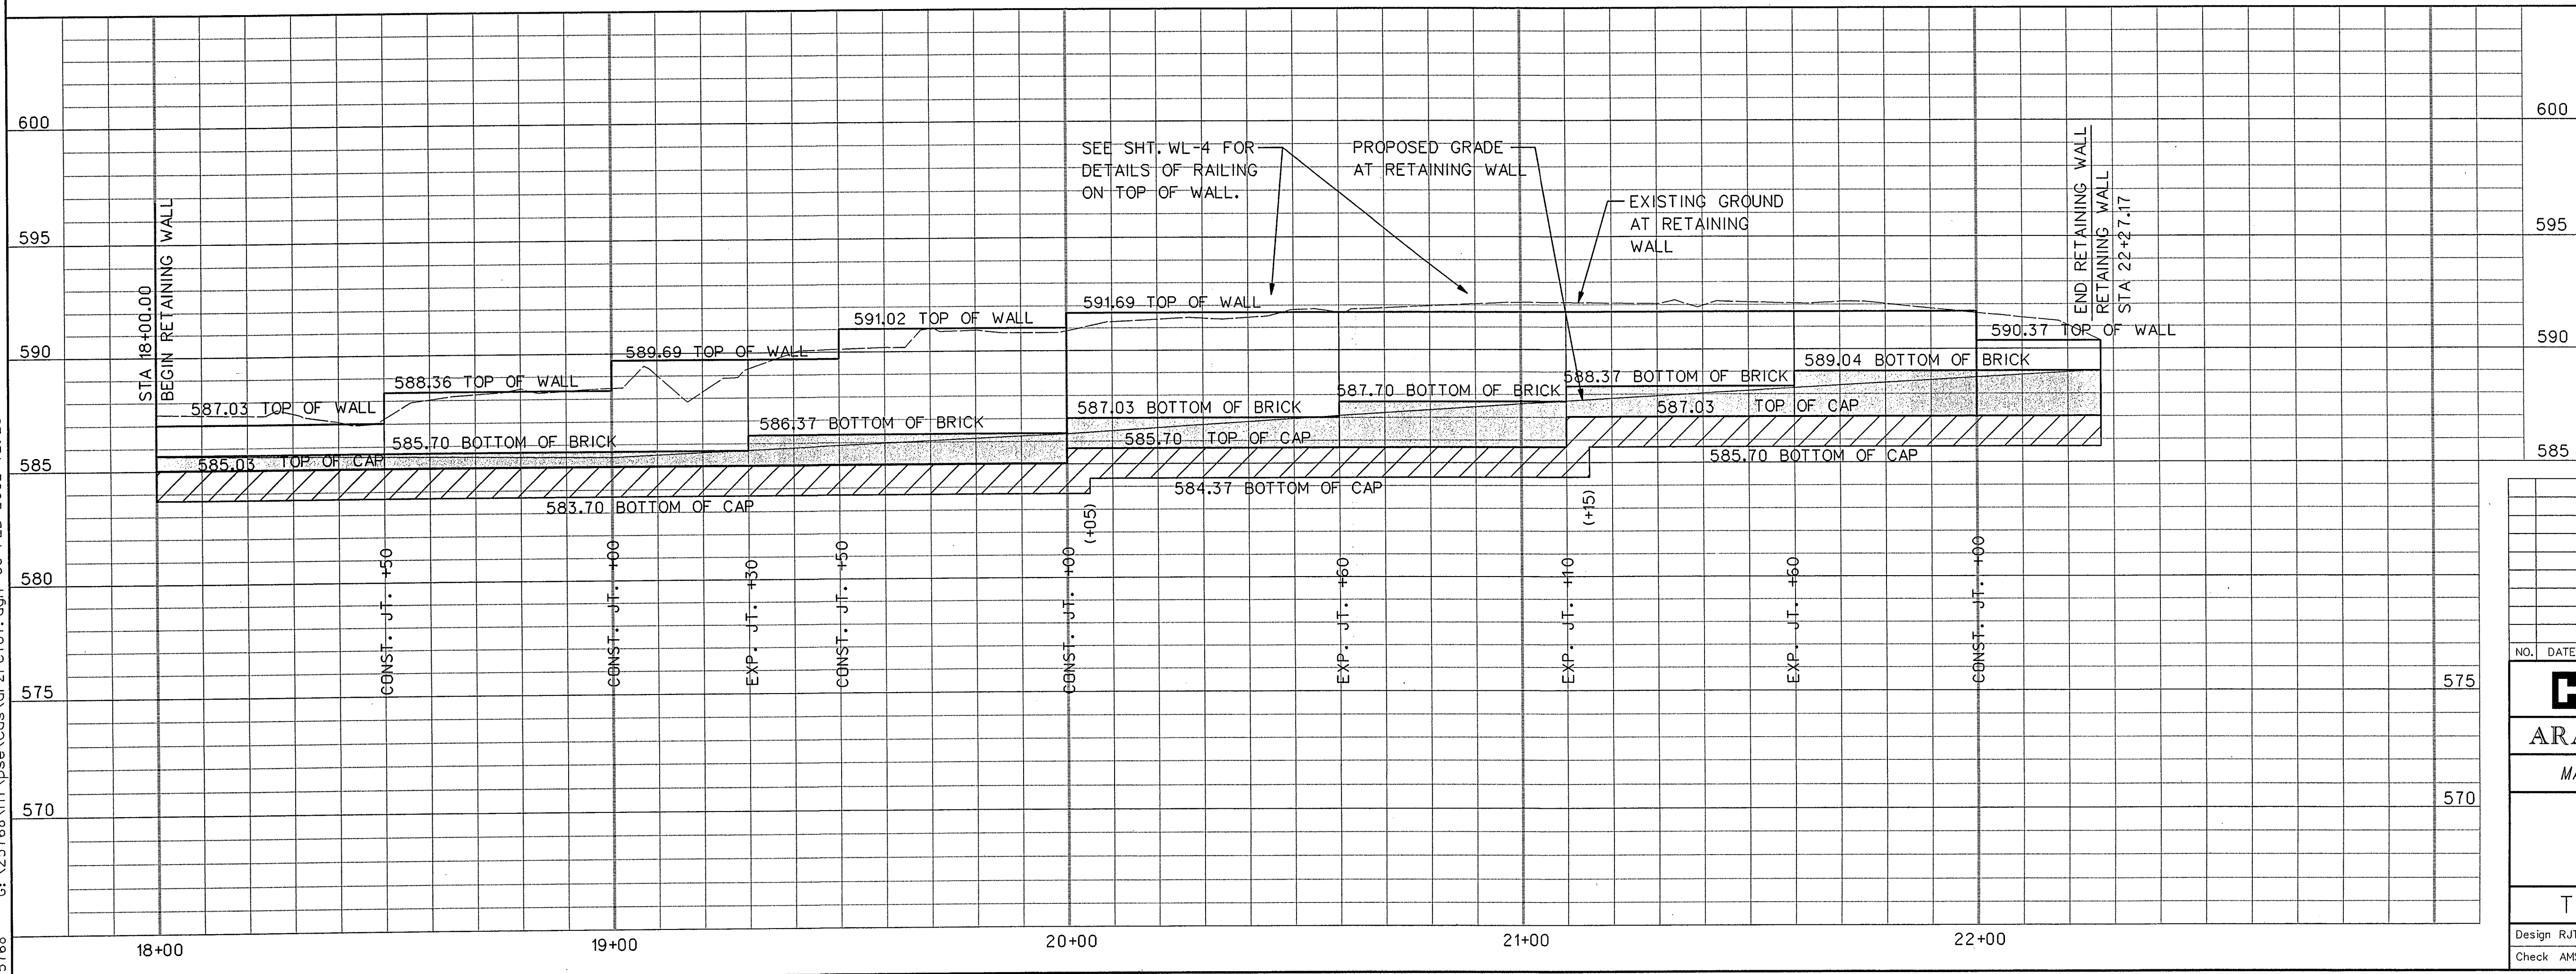 600
595
590
585
580
575
570
600
595
590
585
575
570
STA 18+00.00
BEGIN RETAINING WALL
SEE SHT. WL-4 FOR
DETAILS OF RAILING
ON TOP OF WALL.
PROPOSED GRADE
AT RETAINING WALL
EXISTING GROUND
AT RETAINING
WALL
END RETAINING WALL
RETAINING WALL
STA 22+27.17
587.03 TOP OF WALL
588.36 TOP OF WALL
589.69 TOP OF WALL
591.02 TOP OF WALL
591.69 TOP OF WALL
590.37 TOP OF WALL
585.70 BOTTOM OF BRICK
586.37 BOTTOM OF BRICK
587.03 BOTTOM OF BRICK
587.70 BOTTOM OF BRICK
588.37 BOTTOM OF BRICK
589.04 BOTTOM OF BRICK
585.03 TOP OF CAP
585.70 TOP OF CAP
587.03 TOP OF CAP
583.70 BOTTOM OF CAP
584.37 BOTTOM OF CAP
585.70 BOTTOM OF CAP
(+05)
(+15)
CONST. JT. +50
CONST. JT. +00
EXP. JT. +30
CONST. JT. +50
CONST. JT. +00
EXP. JT. +60
EXP. JT. +10
EXP. JT. +60
CONST. JT. +00
18+00
19+00
20+00
21+00
22+00
NO. DATE
ARA
MA
T
Design RJT
Check AM